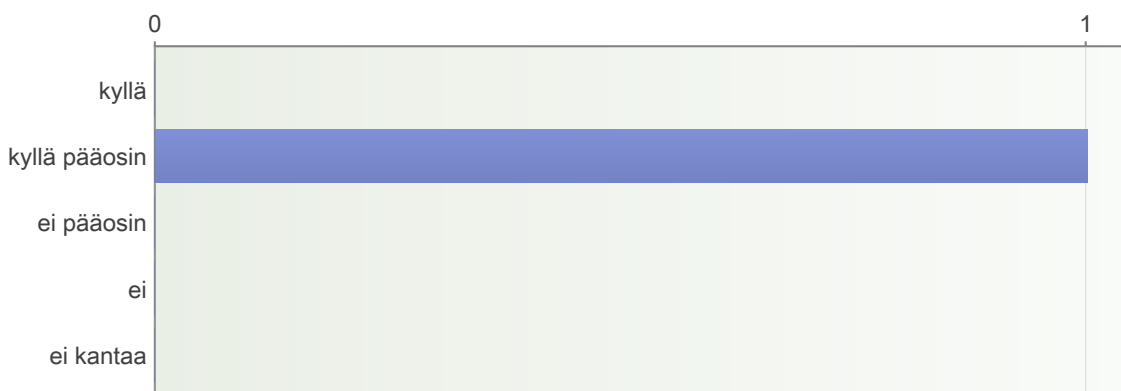 0 1
kyllä
kyllä pääosin
ei pääosin
ei
ei kantaa